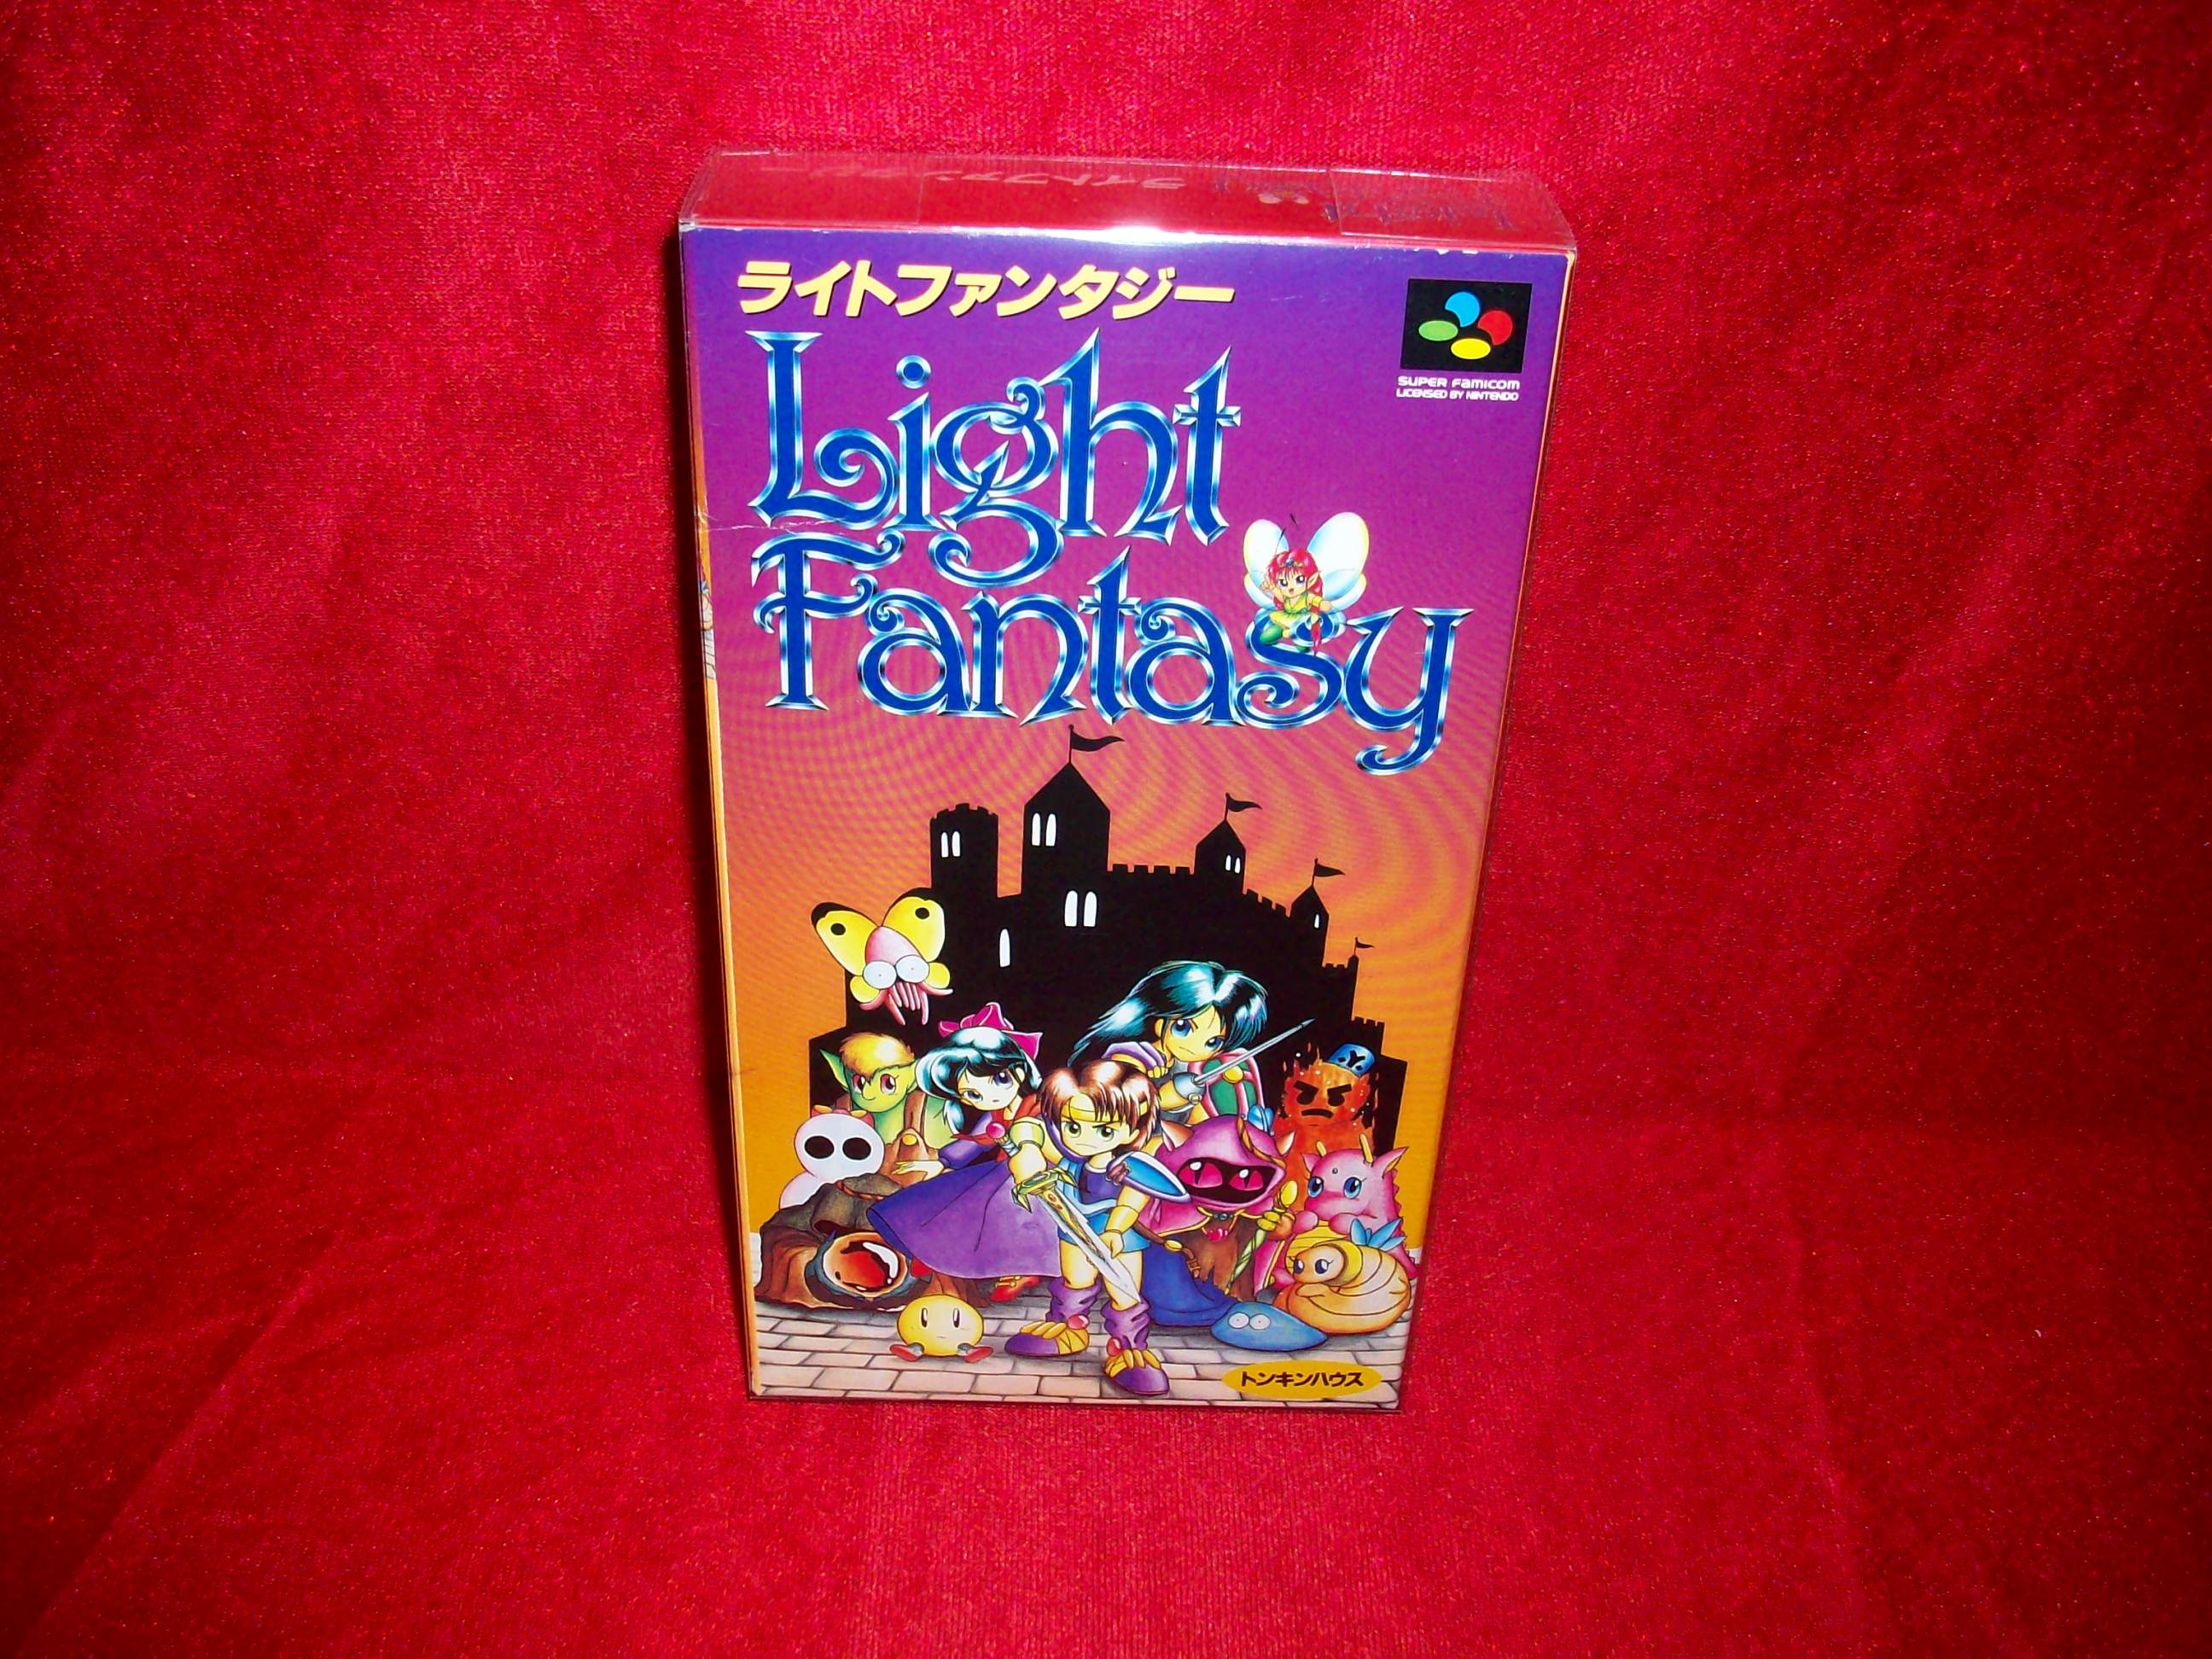 ライトファンタジー
Light
Fantasy
SUPER FAMICOM
LICENSED BY NINTENDO
トンキンハウス